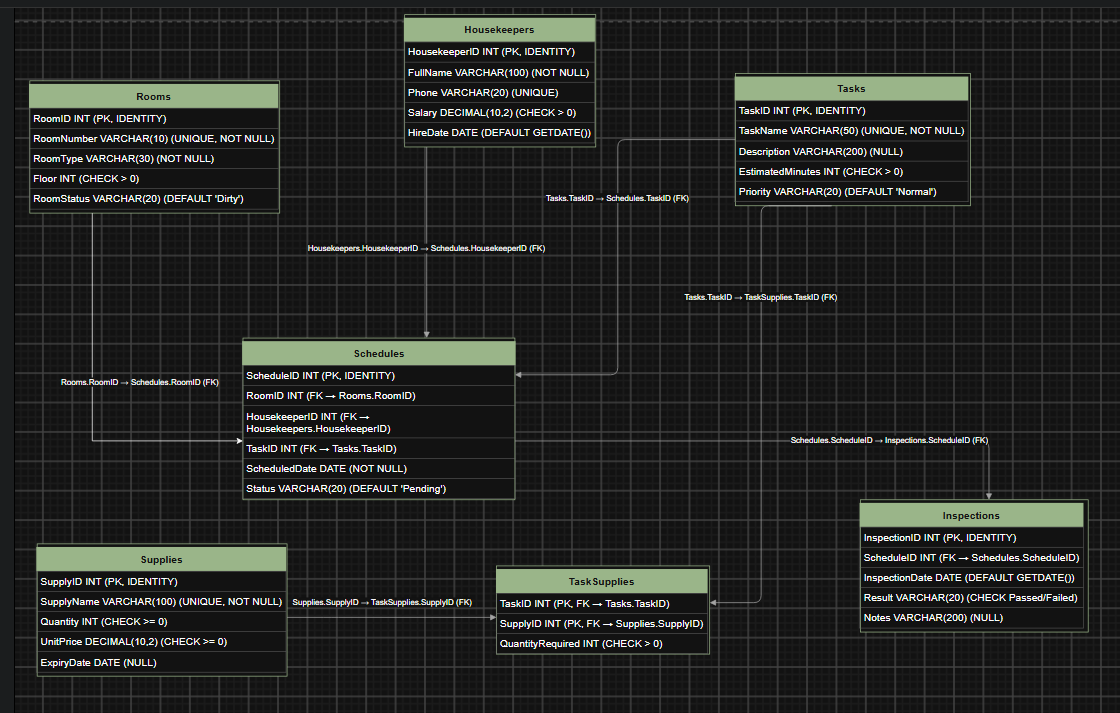 Housekeepers
HousekeeperID INT (PK, IDENTITY)
FullName VARCHAR(100) (NOT NULL)
Phone VARCHAR(20) (UNIQUE)
Salary DECIMAL(10,2) (CHECK > 0)
HireDate DATE (DEFAULT GETDATE())
Rooms
RoomID INT (PK, IDENTITY)
RoomNumber VARCHAR(10) (UNIQUE, NOT NULL)
RoomType VARCHAR(30) (NOT NULL)
Floor INT (CHECK > 0)
RoomStatus VARCHAR(20) (DEFAULT 'Dirty')
Tasks
TaskID INT (PK, IDENTITY)
TaskName VARCHAR(50) (UNIQUE, NOT NULL)
Description VARCHAR(200) (NULL)
EstimatedMinutes INT (CHECK > 0)
Priority VARCHAR(20) (DEFAULT 'Normal')
Tasks.TaskID → Schedules.TaskID (FK)
Housekeepers.HousekeeperID → Schedules.HousekeeperID (FK)
Tasks.TaskID → TaskSupplies.TaskID (FK)
Rooms.RoomID → Schedules.RoomID (FK)
Schedules
ScheduleID INT (PK, IDENTITY)
RoomID INT (FK → Rooms.RoomID)
HousekeeperID INT (FK →
Housekeepers.HousekeeperID)
TaskID INT (FK → Tasks.TaskID)
ScheduledDate DATE (NOT NULL)
Status VARCHAR(20) (DEFAULT 'Pending')
Schedules.ScheduleID → Inspections.ScheduleID (FK)
Inspections
InspectionID INT (PK, IDENTITY)
ScheduleID INT (FK → Schedules.ScheduleID)
InspectionDate DATE (DEFAULT GETDATE())
Result VARCHAR(20) (CHECK Passed/Failed)
Notes VARCHAR(200) (NULL)
Supplies
SupplyID INT (PK, IDENTITY)
SupplyName VARCHAR(100) (UNIQUE, NOT NULL)
Quantity INT (CHECK >= 0)
UnitPrice DECIMAL(10,2) (CHECK >= 0)
ExpiryDate DATE (NULL)
Supplies.SupplyID → TaskSupplies.SupplyID (FK)
TaskSupplies
TaskID INT (PK, FK → Tasks.TaskID)
SupplyID INT (PK, FK → Supplies.SupplyID)
QuantityRequired INT (CHECK > 0)